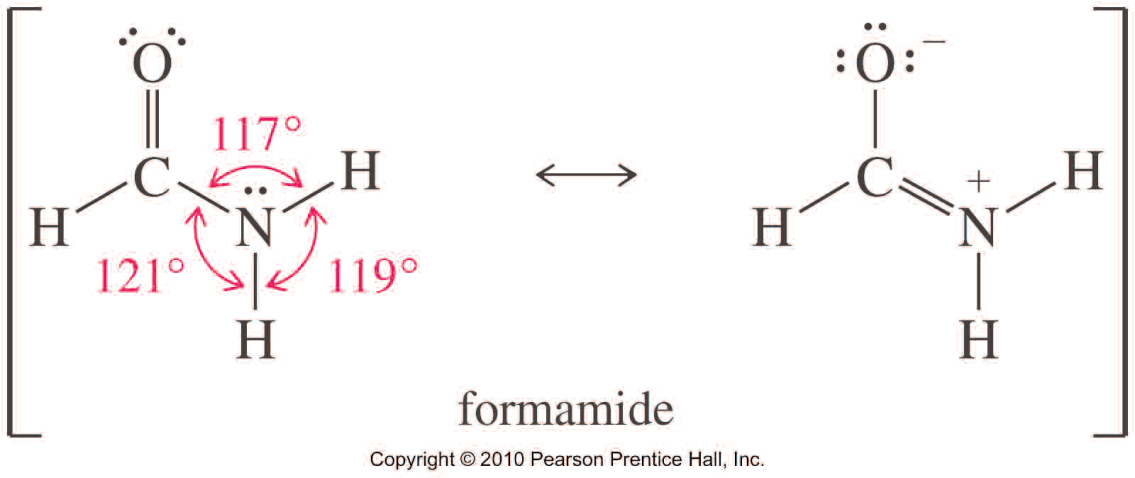 O O −
117°
H H
C C +
H N H N
121° 119°
H H
formamide
Copyright © 2010 Pearson Prentice Hall, Inc.